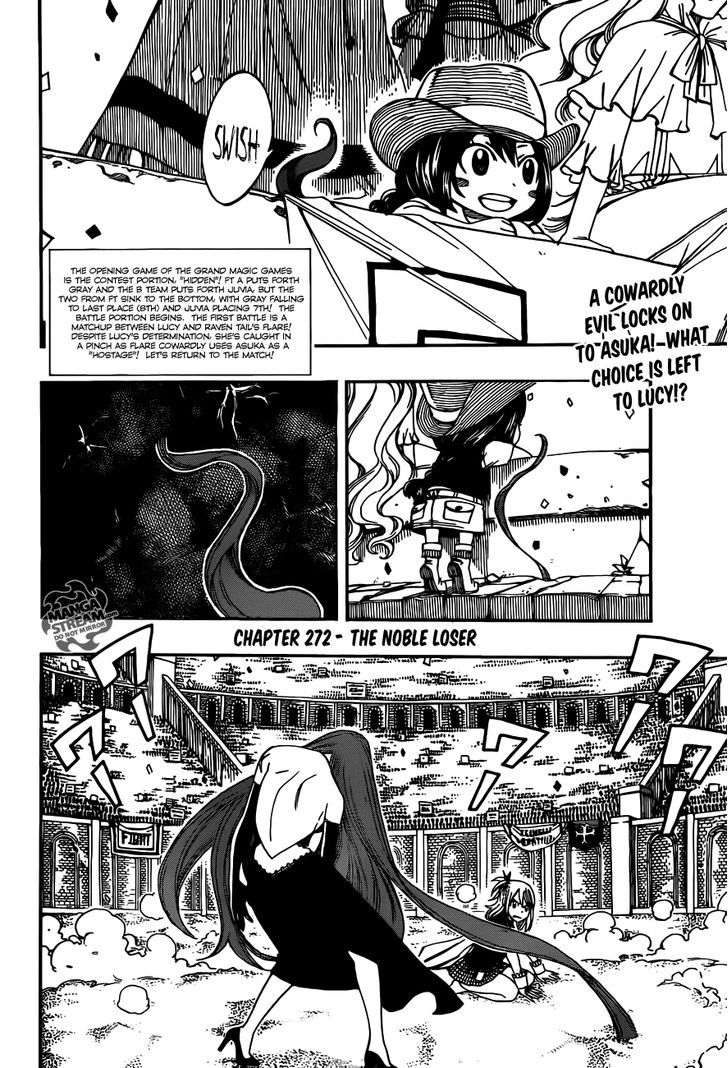 SWISH
THE OPENING GAME OF THE GRAND MAGIC GAMES
IS THE CONTEST PORTION, "HIDDEN"! FT A PUTS FORTH
GRAY AND THE B TEAM PUTS FORTH JUVIA, BUT THE
TWO FROM FT SINK TO THE BOTTOM, WITH GRAY FALLING
TO LAST PLACE (8TH) AND JUVIA PLACING 7TH! THE
BATTLE PORTION BEGINS. THE FIRST BATTLE IS A
MATCHUP BETWEEN LUCY AND RAVEN TAIL'S FLARE!
DESPITE LUCY'S DETERMINATION, SHE'S CAUGHT IN
A PINCH AS FLARE COWARDLY USES ASUKA AS A
"HOSTAGE"! LET'S RETURN TO THE MATCH!
A COWARDLY
EVIL LOCKS ON
TO ASUKA! WHAT
CHOICE IS LEFT
TO LUCY!?
MANGA
STREAM
DO NOT MIRROR
CHAPTER 272 - THE NOBLE LOSER
ワ
ワ
ワ
ワ
FIGHT